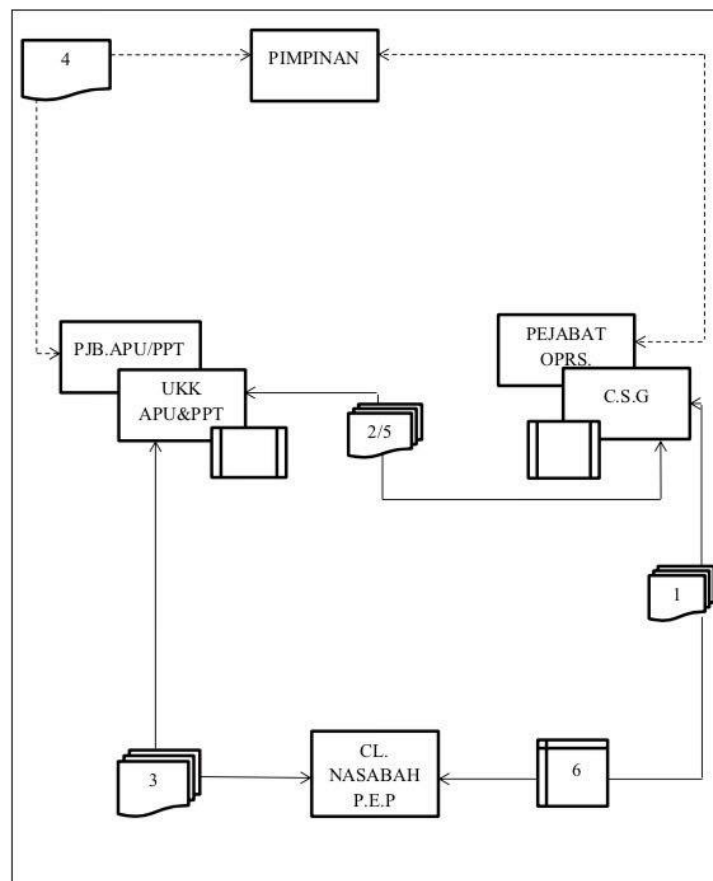 4
PIMPINAN
PJB.APU/PPT
PEJABAT
OPRS.
UKK
APU&PPT
C.S.G
2/5
1
3
CL.
NASABAH
P.E.P
6